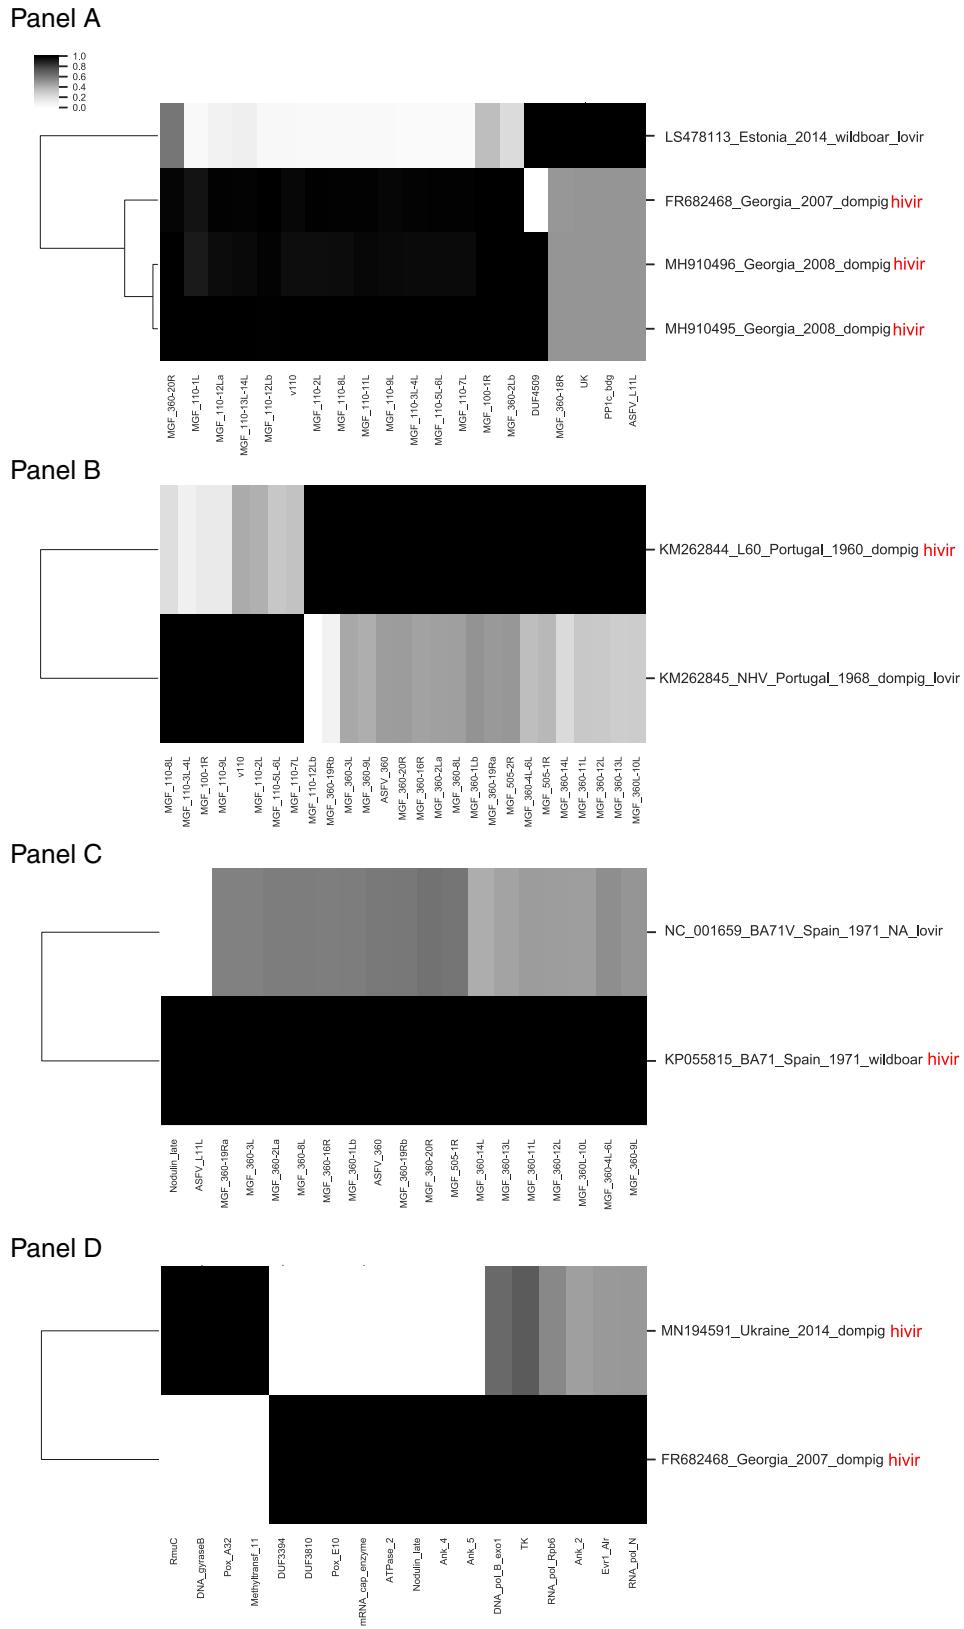 Panel A
1.0
0.8
0.6
0.4
0.2
0.0
LS478113_Estonia_2014_wildboar_lovir
FR682468_Georgia_2007_dompig hivir
MH910496_Georgia_2008_dompig hivir
MH910495_Georgia_2008_dompig hivir
MGF_360-20R
MGF_110-1L
MGF_110-12La
MGF_110-13L-14L
MGF_110-12Lb
v110
MGF_110-2L
MGF_110-8L
MGF_110-11L
MGF_110-9L
MGF_110-3L-4L
MGF_110-5L-6L
MGF_110-7L
MGF_100-1R
MGF_360-2Lb
DUF4509
MGF_360-18R
UK
PP1c_bdg
ASFV_L11L
Panel B
KM262844_L60_Portugal_1960_dompig hivir
KM262845_NHV_Portugal_1968_dompig_lovir
MGF_110-8L
MGF_110-3L-4L
MGF_100-1R
MGF_110-9L
v110
MGF_110-2L
MGF_110-5L-6L
MGF_110-7L
MGF_110-12Lb
MGF_360-19Rb
MGF_360-3L
MGF_360-9L
ASFV_360
MGF_360-20R
MGF_360-16R
MGF_360-2La
MGF_360-8L
MGF_360-1Lb
MGF_360-19Ra
MGF_505-2R
MGF_360-4L-6L
MGF_505-1R
MGF_360-14L
MGF_360-11L
MGF_360-12L
MGF_360-13L
MGF_360L-10L
Panel C
NC_001659_BA71V_Spain_1971_NA_lovir
KP055815_BA71_Spain_1971_wildboar hivir
Nodulin_late
ASFV_L11L
MGF_360-19Ra
MGF_360-3L
MGF_360-2La
MGF_360-8L
MGF_360-16R
MGF_360-1Lb
ASFV_360
MGF_360-19Rb
MGF_360-20R
MGF_505-1R
MGF_360-14L
MGF_360-13L
MGF_360-11L
MGF_360-12L
MGF_360L-10L
MGF_360-4L-6L
MGF_360-9L
Panel D
MN194591_Ukraine_2014_dompig hivir
FR682468_Georgia_2007_dompig hivir
RmuC
DNA_gyraseB
Pox_A32
Methyltransf_11
DUF3394
DUF3810
Pox_E10
mRNA_cap_enzyme
ATPase_2
Nodulin_late
Ank_4
Ank_5
DNA_pol_B_exo1
TK
RNA_pol_Rpb6
Ank_2
Evr1_Alr
RNA_pol_N